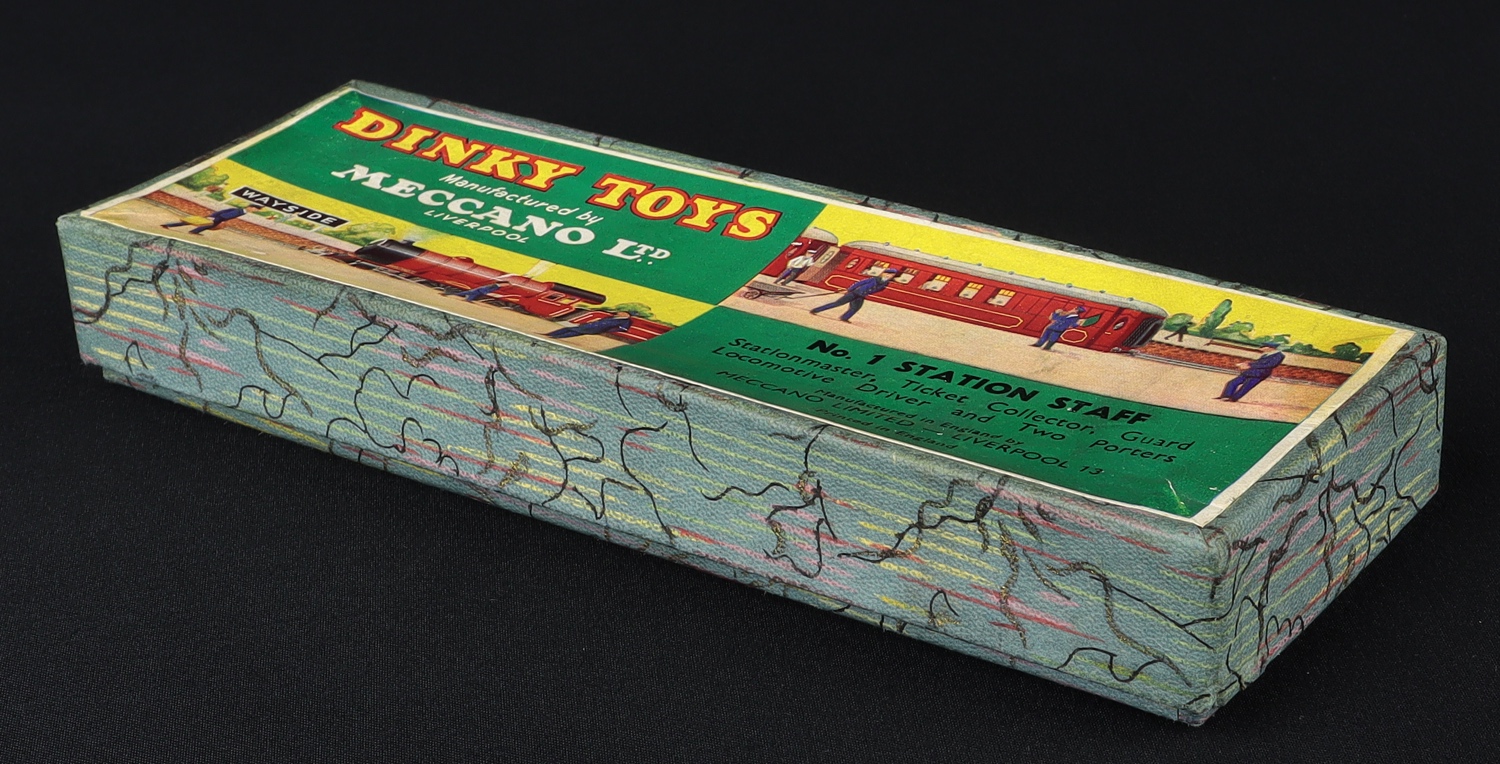 DINKY TOYS
Manufactured by
MECCANO LTD.
LIVERPOOL
WAYSIDE
No. 1 STATION STAFF
Stationmaster, Ticket Collector, Guard
Locomotive Driver and Two Porters
Manufactured in England by
MECCANO LIMITED LIVERPOOL 13
England